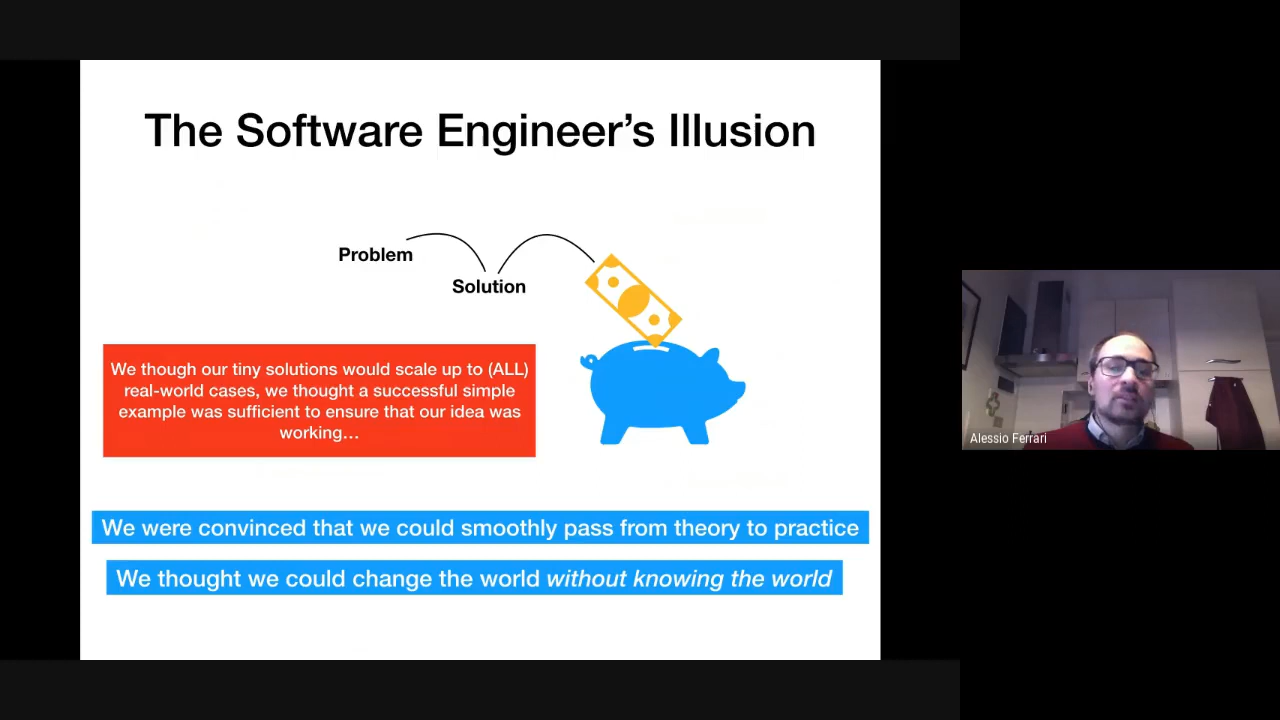 The Software Engineer's Illusion
Problem
Solution
We though our tiny solutions would scale up to (ALL)
real-world cases, we thought a successful simple
example was sufficient to ensure that our idea was
working…
We were convinced that we could smoothly pass from theory to practice
We thought we could change the world without knowing the world
Alessio Ferrari